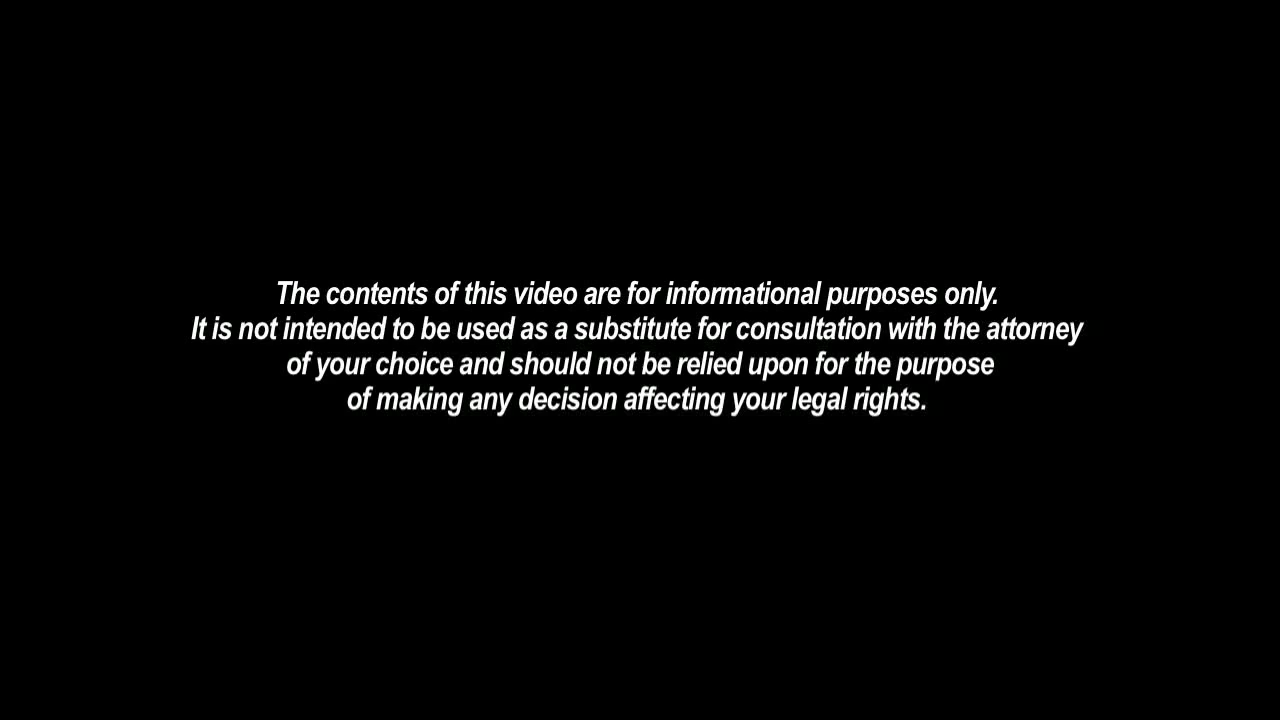 The contents of this video are for informational purposes only.
It is not intended to be used as a substitute for consultation with the attorney
of your choice and should not be relied upon for the purpose
of making any decision affecting your legal rights.